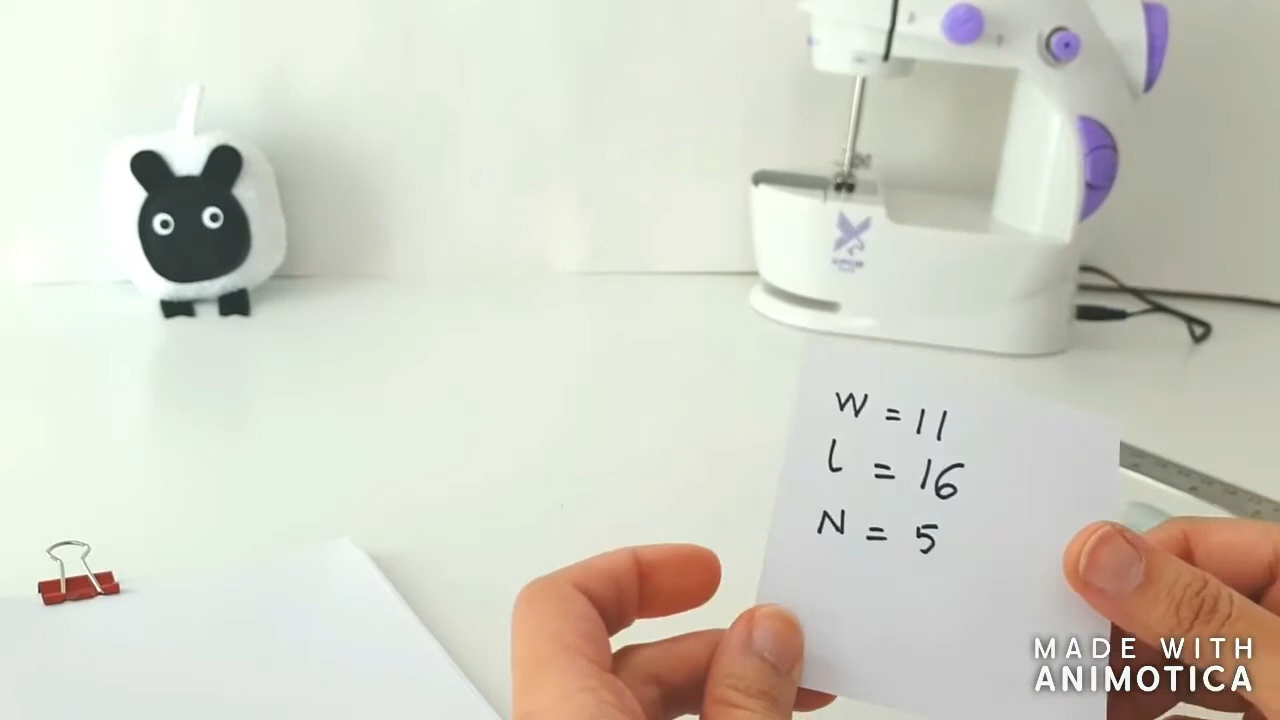 W = 11
L = 16
N = 5
MADE WITH
ANIMOTICA